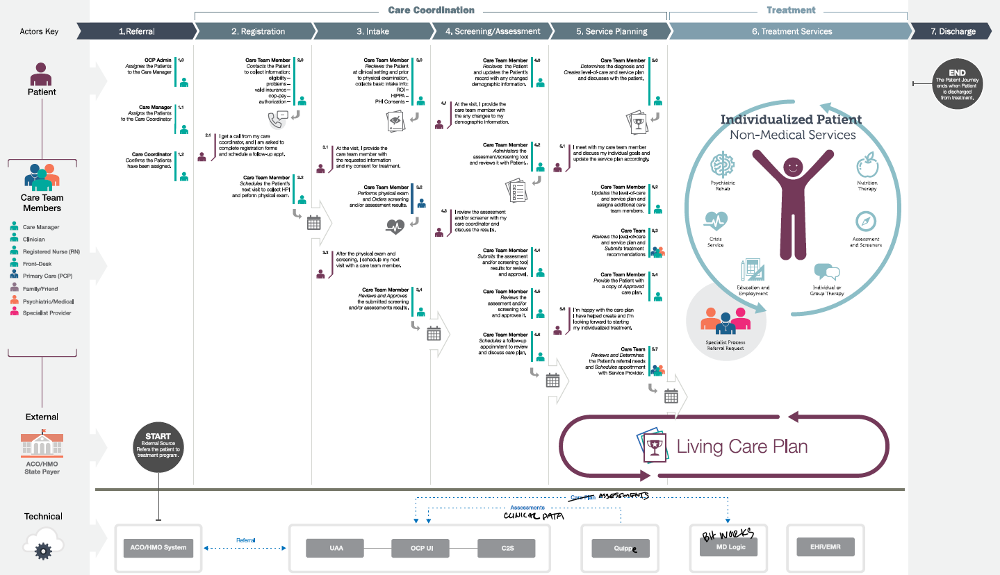 Care Coordination
Treatment
Actors Key
1.Referral
2. Registration
3. Intake
4. Screening/Assessment
5. Service Planning
6. Treatment Services
7. Discharge
Patient
Care Team
Members
Care Manager
Clinician
Registered Nurse (RN)
Front-Desk
Primary Care (PCP)
Family/Friend
Psychiatric/Medical
Specialist Provider
External
ACO/HMO
State Payer
Technical
OCP Admin 1.0
Assigns the Patients
to the Care Manager
Care Manager 1.1
Assigns the Patients
to the Care Coordinator
Care Coordinator 1.2
Confirms the Patients
have been assigned.
START
External Source
Refers the patient to
treatment program.
Care Team Member 2.0
Contacts the Patient
to collect information:
eligibility–
problems–
valid insurance–
cop-pay–
authorization–
2.1 I get a call from my care
coordinator, and I am asked to
complete registration forms
and schedule a follow-up appt.
Care Team Mermber 2.2
Schedules the Patient's
next visit to collect HPI
and peform physical exam.
Care Team Member 3.0
Recieves the Patient
at clinical setting and prior
to physical examination,
collects basic intake info:
ROI–
HIPPA–
PHI Consents–
3.1 At the visit, I provide the
care team member with
the requested information
and my consent for treatment.
Care Team Member 3.2
Performs physical exam
and Orders screening
and/or assessment results.
3.3 After the physical exam and
screening, I schedule my next
visit with a care team member.
Care Team Member 3.4
Reviews and Approves
the submitted screening
and/or assessments results.
Care Team Member 4.0
Recieves the Patient
and updates the Patient's
record with any changed
demographic information.
4.1 At the visit, I provide the
care team member with
the any changes to my
demographic information.
Care Team Member 4.2
Administers the
assessment/screening tool
and reviews it with Patient.
4.3 I review the assessment
and/or screener with my
care coordinator and
discuss the results.
Care Team Member 4.4
Submits the assesment
and/or screening tool
results for review
and approval.
Care Team Member 4.5
Reviews the
assesment and/or
screening tool
and approves it.
Care Team Member 4.6
Schedules a follow-up
appoinment to review
and discuss care plan.
Care Team Member 5.0
Determines the diagnosis and
Creates level-of-care and service plan
and discusses with the patient.
5.1 I meet with my care team member
and discuss my individual goals and
update the service plan accordingly.
Care Team Member 5.2
Updates the level-of-care
and service plan and
assigns additional care
team members.
Care Team 5.3
Reviews the level-of-care
and service plan and
Submits treatment
recommendations
Care Team Member 5.4
Provide the Patient with
a copy of Approved
care plan.
5.6 I'm happy with the care plan
I have helped create and I'm
looking forward to starting
my individualized treatment.
Care Team 5.7
Reviews and Determines
the Patient's referral needs
and Schedules appoitnment
with Service Provider.
Individualized Patient
Non-Medical Services
Psychiatric
Rehab
Nutrition
Therapy
Crisis
Service
Assessment
and Screeners
Education and
Employment
Individual or
Group Therapy
Specialist Process
Referral Request
END
The Patient Journey
ends when Patient
is discharged
from treatment.
Living Care Plan
Care Plan ASSESSMENTS
Assessments
CLINICAL DATA
Referral
ACO/HMO System
UAA
OCP UI
C2S
Quippe
BH WORKS
MD Logic
EHR/EMR